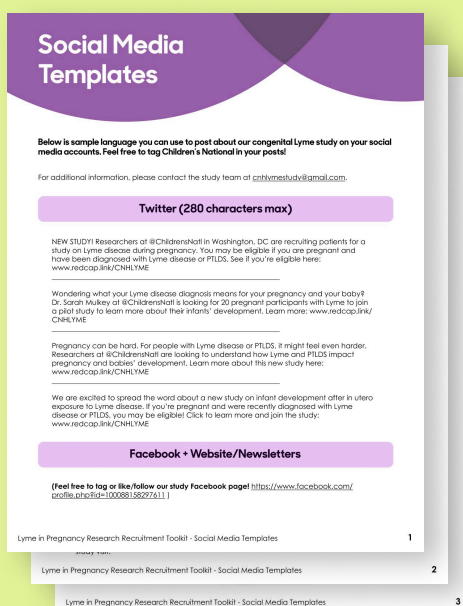 Social Media
Templates
Below is sample language you can use to post about our congenital Lyme study on your social
media accounts. Feel free to tag Children's National in your posts!
For additional information, please contact the study team at cnhlymestudy@gmail.com.
Twitter (280 characters max)
NEW STUDY! Researchers at @ChildrensNatl in Washington, DC are recruiting patients for a
study on Lyme disease during pregnancy. You may be eligible if you are pregnant and
have been diagnosed with Lyme disease or PTLDS. See if you're eligible here:
www.redcap.link/CNHLYME
Wondering what your Lyme disease diagnosis means for your pregnancy and your baby?
Dr. Sarah Mulkey at @ChildrensNatl is looking for 20 pregnant participants with Lyme to join
a pilot study to learn more about their infants' development. Learn more: www.redcap.link/
CNHLYME
Pregnancy can be hard. For people with Lyme disease or PTLDS, it might feel even harder.
Researchers at @ChildrensNatl are looking to understand how Lyme and PTLDS impact
pregnancy and babies' development. Learn more about this new study here:
www.redcap.link/CNHLYME
We are excited to spread the word about a new study on infant development after in utero
exposure to Lyme disease. If you're pregnant and were recently diagnosed with Lyme
disease or PTLDS, you may be eligible! Click to learn more and join the study:
www.redcap.link/CNHLYME
Facebook + Website/Newsletters
(Feel free to tag or like/follow our study Facebook page! https://www.facebook.com/
profile.php?id=100088158297611 )
Lyme in Pregnancy Research Recruitment Toolkit - Social Media Templates 1
Lyme in Pregnancy Research Recruitment Toolkit - Social Media Templates 2
Lyme in Pregnancy Research Recruitment Toolkit - Social Media Templates 3